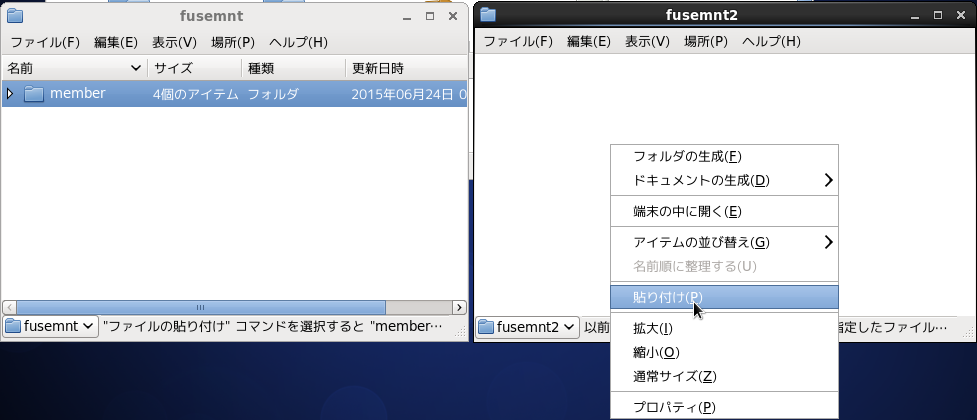 fusemnt
ファイル(F) 編集(E) 表示(V) 場所(P) ヘルプ(H)
名前 サイズ 種類 更新日時
member 4個のアイテム フォルダ 2015年06月24日 0
fusemnt "ファイルの貼り付け" コマンドを選択すると "member…
fusemnt2
ファイル(F) 編集(E) 表示(V) 場所(P) ヘルプ(H)
フォルダの生成(F)
ドキュメントの生成(D)
端末の中に開く(E)
アイテムの並び替え(G)
名前順に整理する(U)
貼り付け(P)
拡大(I)
縮小(O)
通常サイズ(Z)
プロパティ(P)
fusemnt2 以前 指定したファイル…